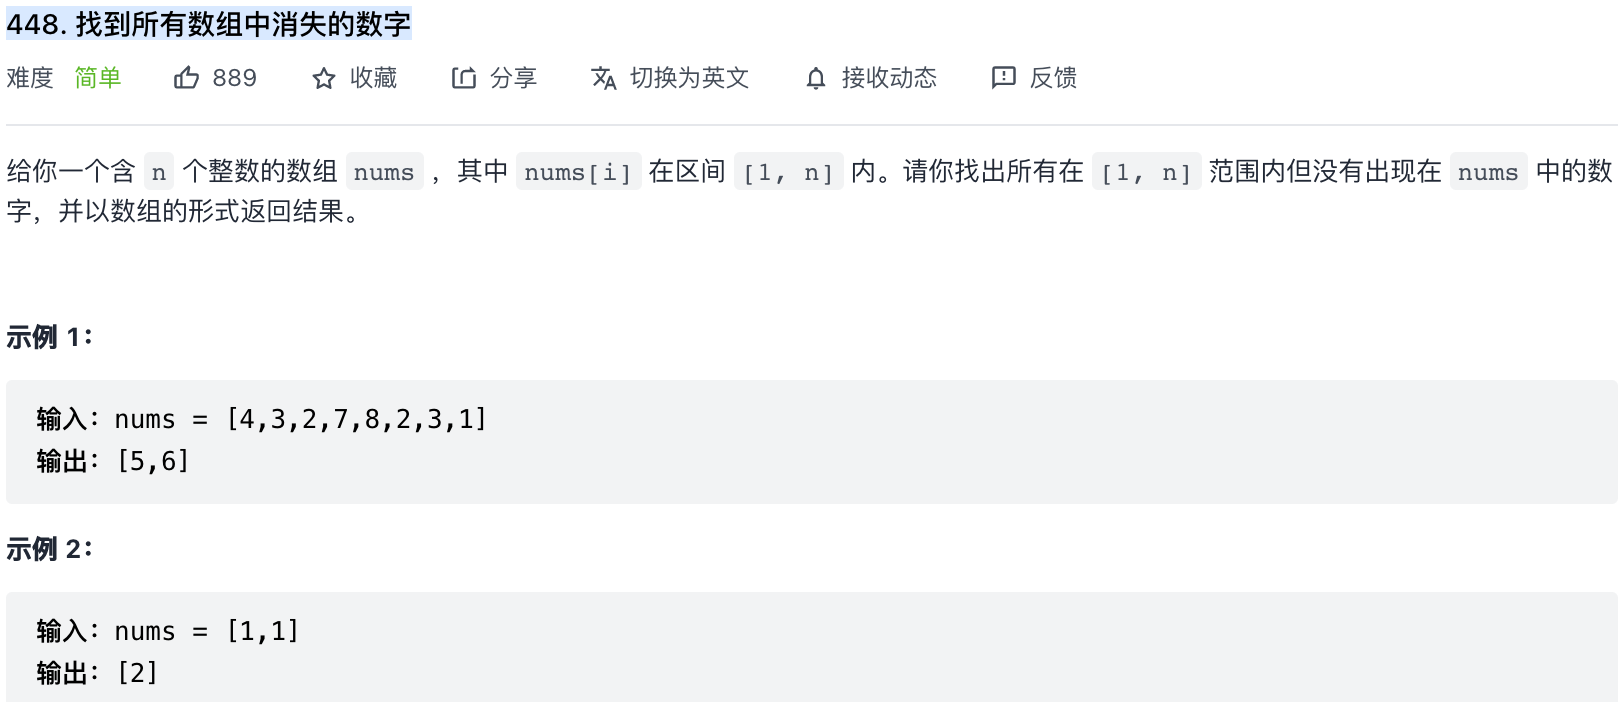 448. 找到所有数组中消失的数字
难度 简单 889 收藏 分享 切换为英文 接收动态 反馈
给你一个含 n 个整数的数组 nums ，其中 nums[i] 在区间 [1, n] 内。请你找出所有在 [1, n] 范围内但没有出现在 nums 中的数
字，并以数组的形式返回结果。
示例 1：
输入：nums = [4,3,2,7,8,2,3,1]
输出：[5,6]
示例 2：
输入：nums = [1,1]
输出：[2]